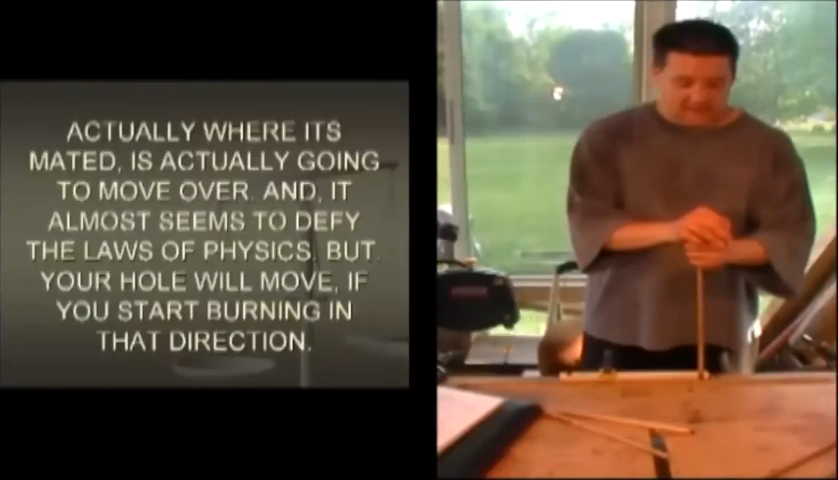 ACTUALLY WHERE ITS
MATED, IS ACTUALLY GOING
TO MOVE OVER. AND, IT
ALMOST SEEMS TO DEFY
THE LAWS OF PHYSICS, BUT.
YOUR HOLE WILL MOVE, IF
YOU START BURNING IN
THAT DIRECTION.